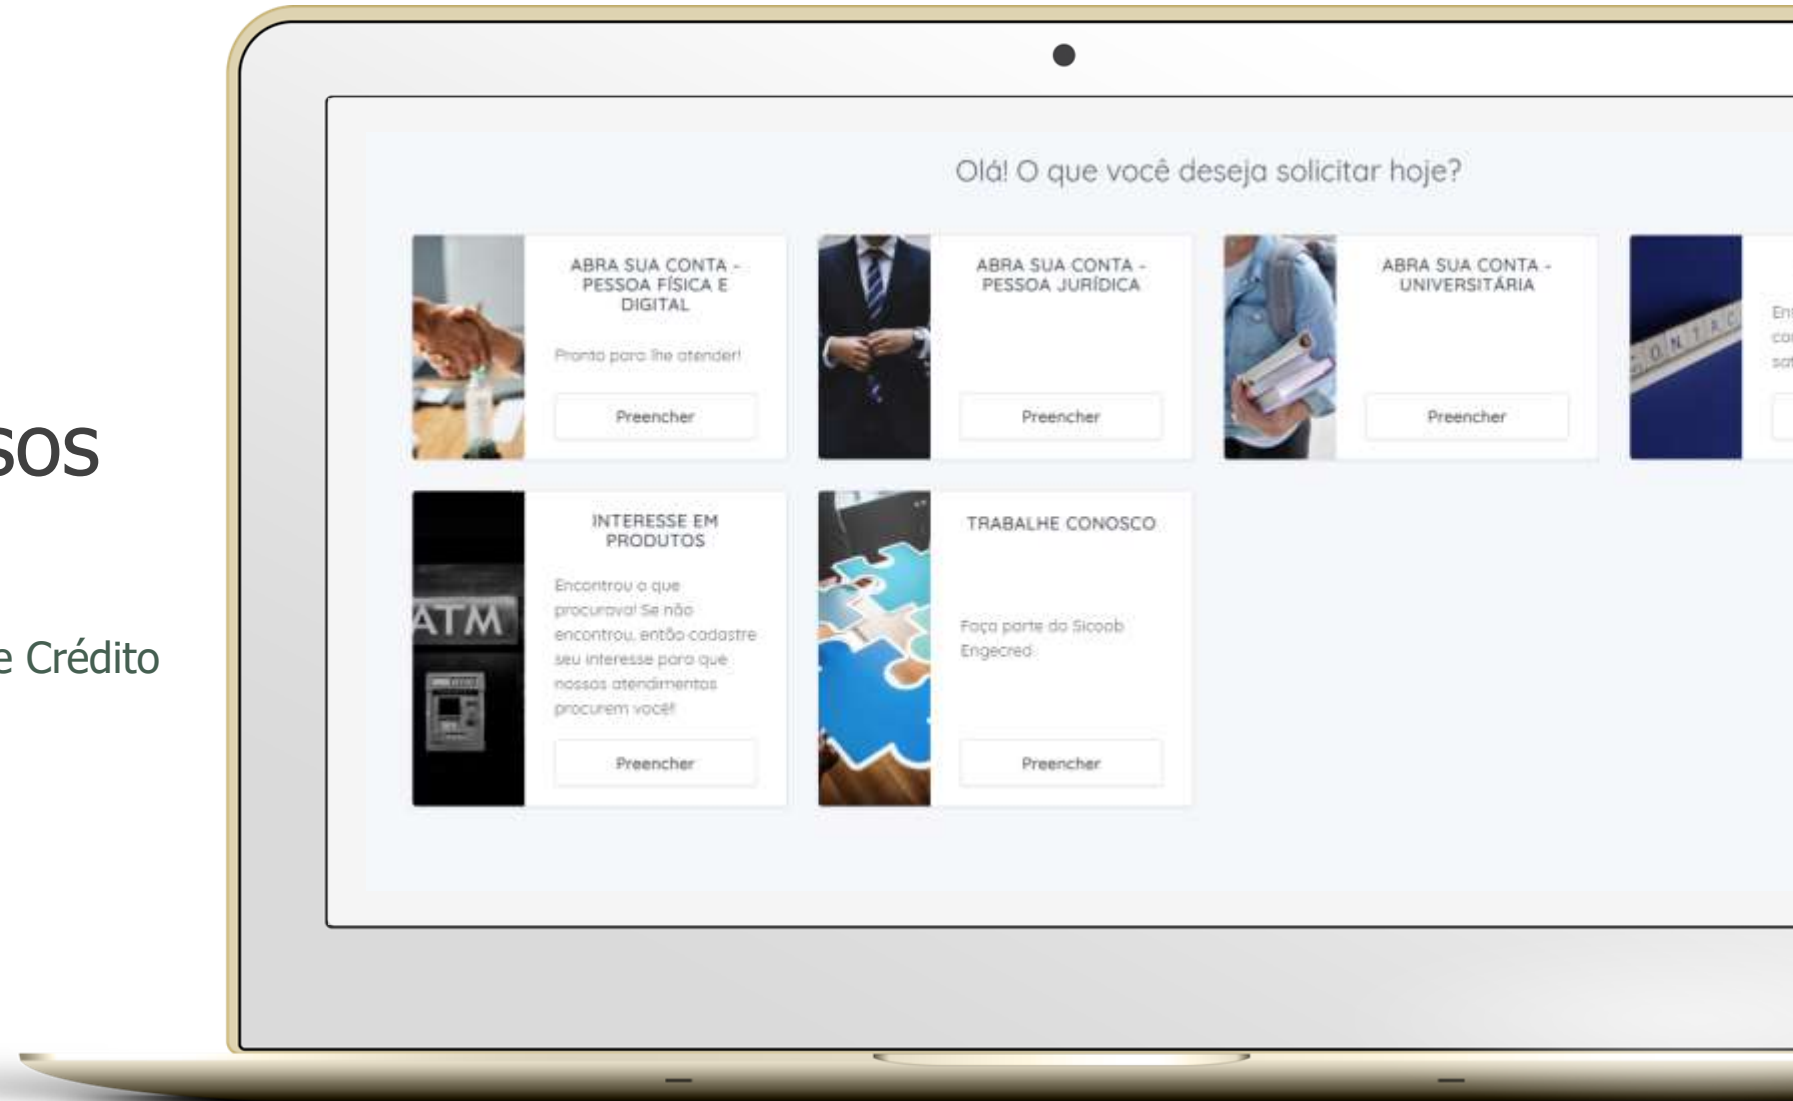 sos
e Crédito
Olá! O que você deseja solicitar hoje?
ABRA SUA CONTA -
PESSOA FÍSICA E
DIGITAL
Pronto para lhe atender!
Preencher
ABRA SUA CONTA -
PESSOA JURÍDICA
Preencher
ABRA SUA CONTA -
UNIVERSITÁRIA
Preencher
CONTAC
INTERESSE EM
PRODUTOS
Encontrou o que
procurava! Se não
encontrou, então cadastre
seu interesse para que
nossos atendimentos
procurem você!!
Preencher
ATM
TRABALHE CONOSCO
Faça parte do Sicoob
Engecred
Preencher